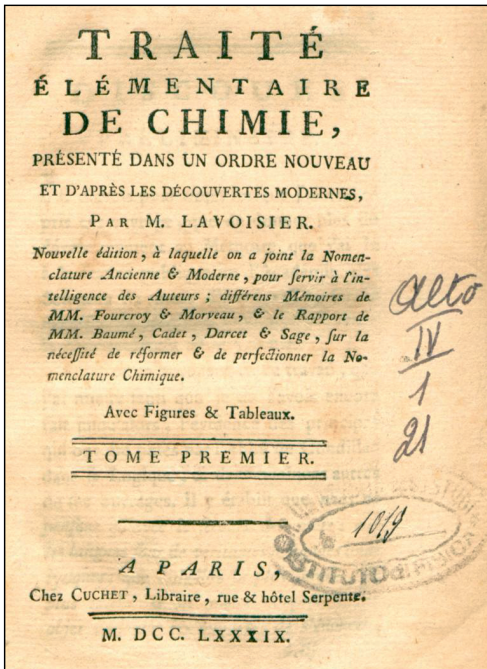 TRAITÉ
ÉLÉMENTAIRE
DE CHIMIE,
PRÉSENTÉ DANS UN ORDRE NOUVEAU
ET D'APRÈS LES DÉCOUVERTES MODERNES,
PAR M. LAVOISIER.
Nouvelle édition, à laquelle on a joint la Nomen-
clature Ancienne & Moderne, pour ſervir à l'in-
telligence des Auteurs ; différens Mémoires de
MM. Fourcroy & Morveau, & le Rapport de
MM. Baumé, Cadet, Darcet & Sage, ſur la
néceſſité de réformer & de perfectionner la No-
menclature Chimique.
Avec Figures & Tableaux.
TOME PREMIER.
A PARIS,
Chez CUCHET, Libraire, rue & hôtel Serpente.
M. DCC. LXXXIX.
Alto
IV
1
21
1019
ISTITUTO DI FISICA